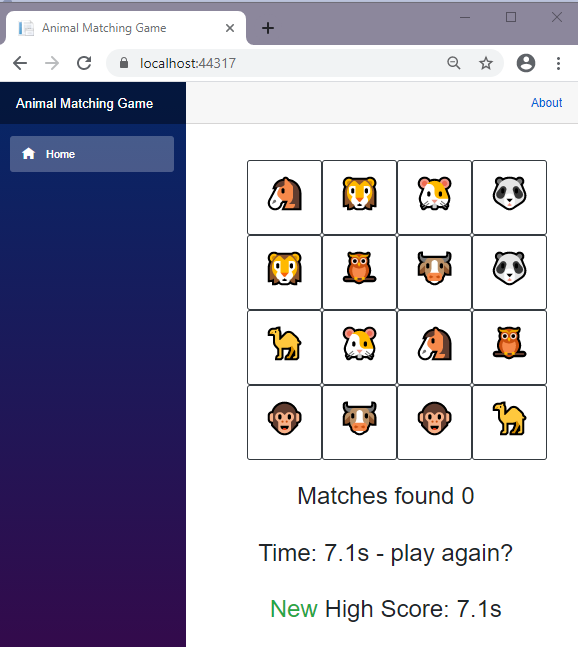 Animal Matching Game
localhost:44317
Animal Matching Game
About
Home
Matches found 0
Time: 7.1s - play again?
New High Score: 7.1s